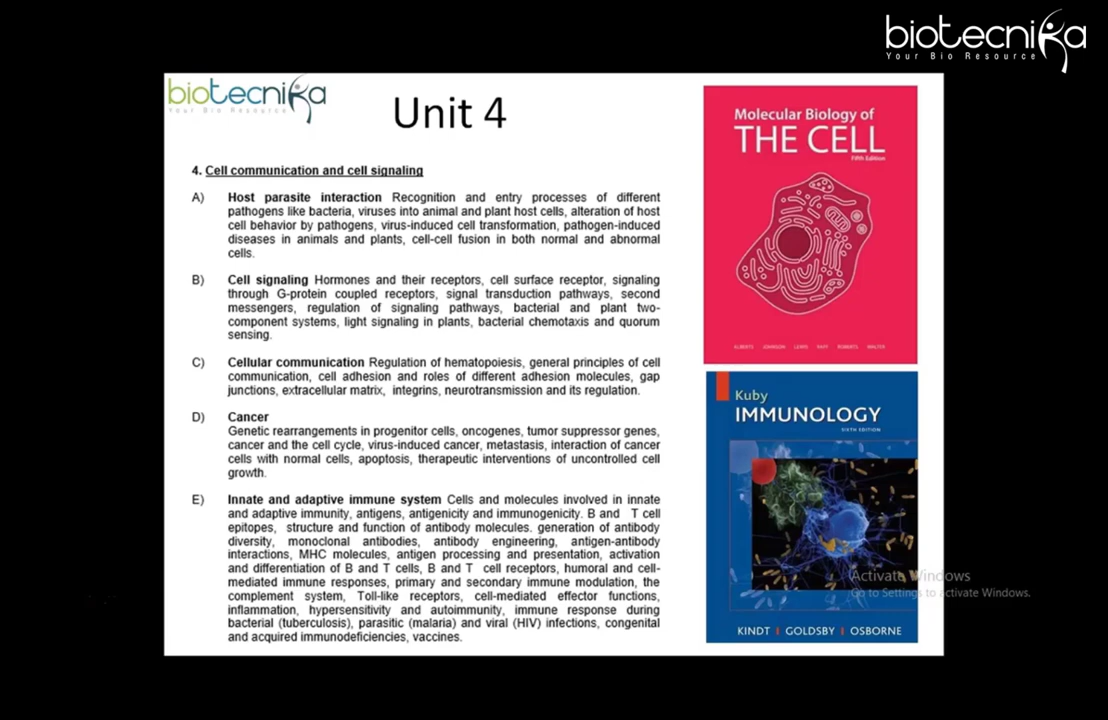 biotecnika
Your Bio Resource
biotecnika
Your Bio Resource
Unit 4
4. Cell communication and cell signaling
A) Host parasite interaction Recognition and entry processes of different
pathogens like bacteria, viruses into animal and plant host cells, alteration of host
cell behavior by pathogens, virus-induced cell transformation, pathogen-induced
diseases in animals and plants, cell-cell fusion in both normal and abnormal
cells.
B) Cell signaling Hormones and their receptors, cell surface receptor, signaling
through G-protein coupled receptors, signal transduction pathways, second
messengers, regulation of signaling pathways, bacterial and plant two-
component systems, light signaling in plants, bacterial chemotaxis and quorum
sensing.
C) Cellular communication Regulation of hematopoiesis, general principles of cell
communication, cell adhesion and roles of different adhesion molecules, gap
junctions, extracellular matrix, integrins, neurotransmission and its regulation.
D) Cancer
Genetic rearrangements in progenitor cells, oncogenes, tumor suppressor genes,
cancer and the cell cycle, virus-induced cancer, metastasis, interaction of cancer
cells with normal cells, apoptosis, therapeutic interventions of uncontrolled cell
growth.
E) Innate and adaptive immune system Cells and molecules involved in innate
and adaptive immunity, antigens, antigenicity and immunogenicity. B and T cell
epitopes, structure and function of antibody molecules. generation of antibody
diversity, monoclonal antibodies, antibody engineering, antigen-antibody
interactions, MHC molecules, antigen processing and presentation, activation
and differentiation of B and T cells, B and T cell receptors, humoral and cell-
mediated immune responses, primary and secondary immune modulation, the
complement system, Toll-like receptors, cell-mediated effector functions,
inflammation, hypersensitivity and autoimmunity, immune response during
bacterial (tuberculosis), parasitic (malaria) and viral (HIV) infections, congenital
and acquired immunodeficiencies, vaccines.
Molecular Biology of
THE CELL
Fifth Edition
ALBERTS JOHNSON LEWIS RAFF ROBERTS WALTER
Kuby
IMMUNOLOGY
SIXTH EDITION
KINDT GOLDSBY OSBORNE
Activate Windows
Go to Settings to Activate Windows.